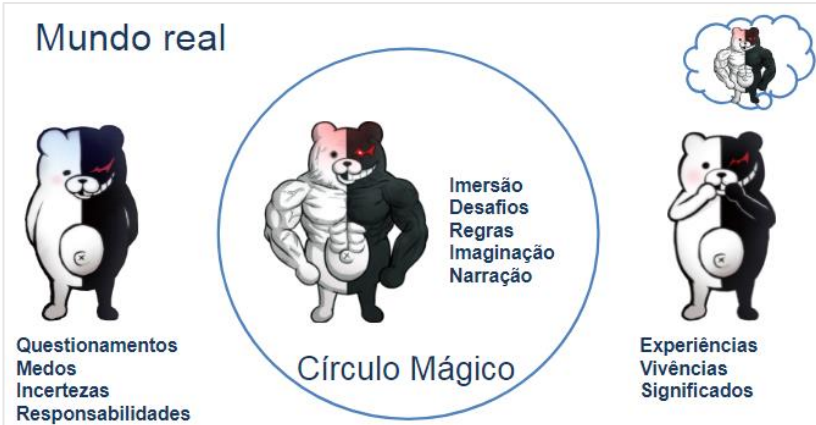 Mundo real
Questionamentos
Medos
Incertezas
Responsabilidades
Imersão
Desafios
Regras
Imaginação
Narração
Círculo Mágico
Experiências
Vivências
Significados